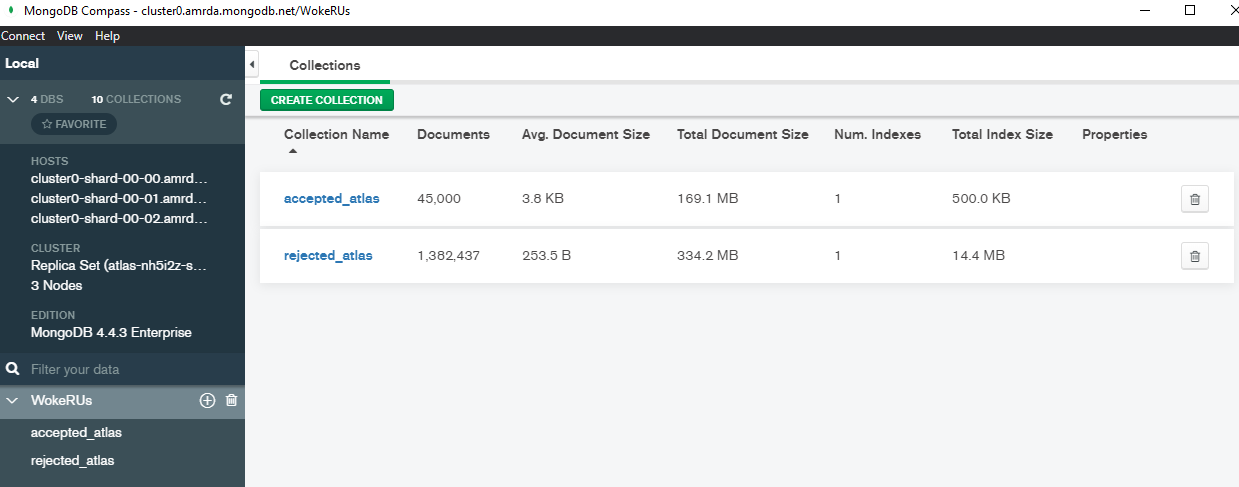 MongoDB Compass - cluster0.amrda.mongodb.net/WokeRUs
Connect View Help
Local
4 DBS 10 COLLECTIONS
FAVORITE
HOSTS
cluster0-shard-00-00.amrd...
cluster0-shard-00-01.amrd...
cluster0-shard-00-02.amrd...
CLUSTER
Replica Set (atlas-nh5i2z-s...
3 Nodes
EDITION
MongoDB 4.4.3 Enterprise
Filter your data
WokeRUs
accepted_atlas
rejected_atlas
Collections
CREATE COLLECTION
Collection Name Documents Avg. Document Size Total Document Size Num. Indexes Total Index Size Properties
accepted_atlas 45,000 3.8 KB 169.1 MB 1 500.0 KB
rejected_atlas 1,382,437 253.5 B 334.2 MB 1 14.4 MB